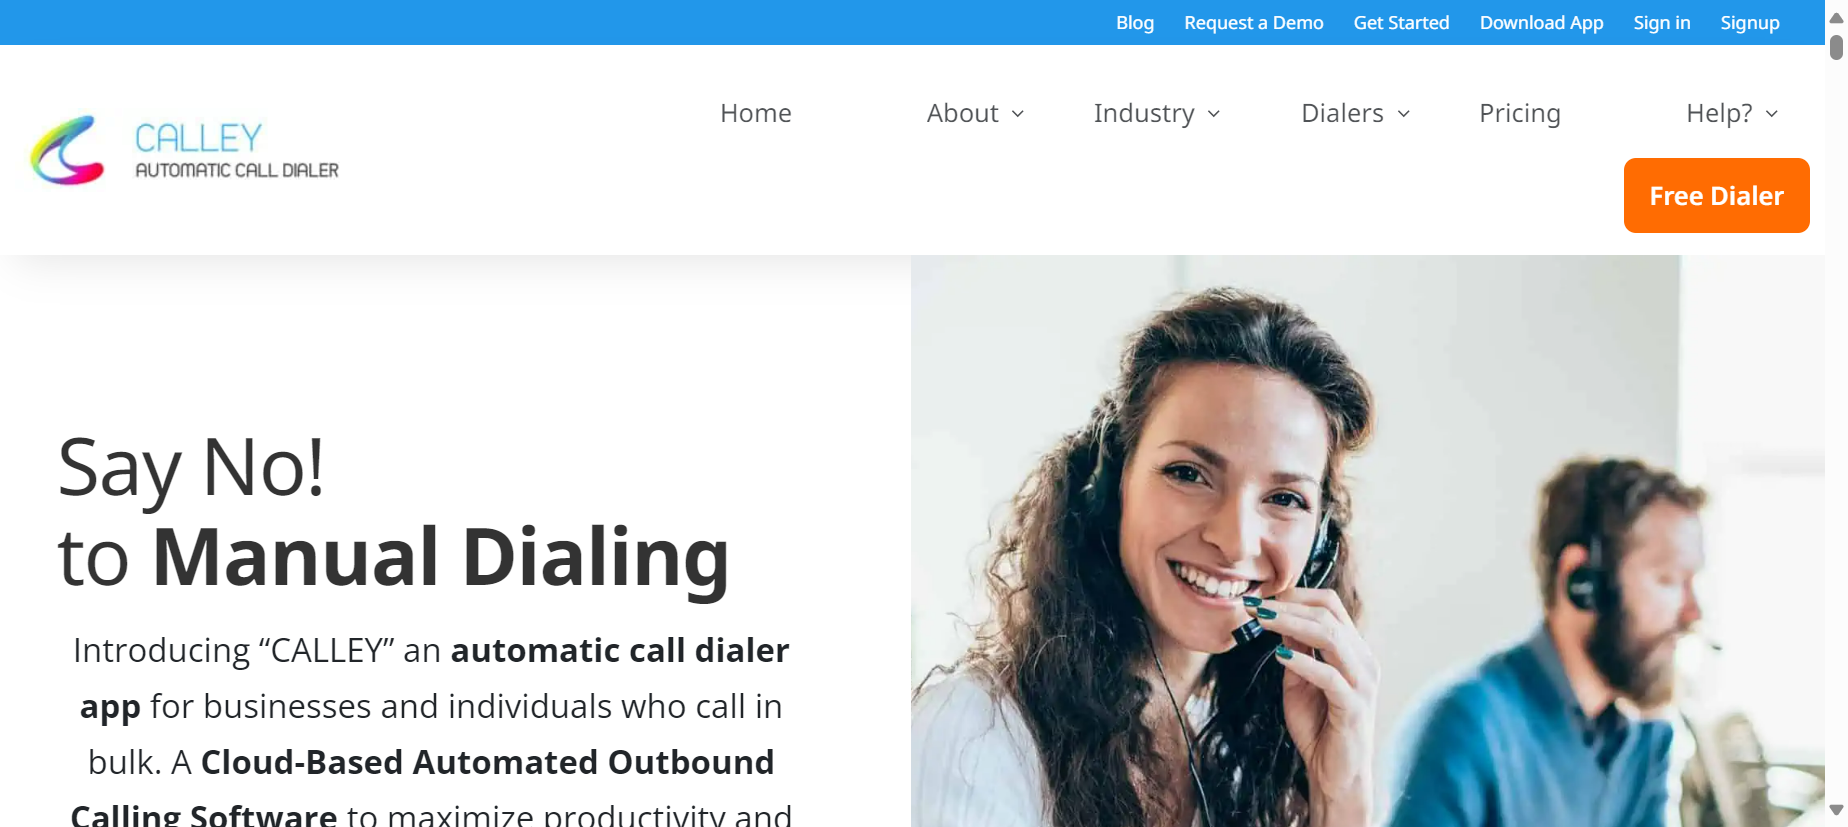 Blog Request a Demo Get Started Download App Sign in Signup
Home About Industry Dialers Pricing Help?
CALLEY
AUTOMATIC CALL DIALER
Free Dialer
Say No!
to Manual Dialing
Introducing “CALLEY” an automatic call dialer
app for businesses and individuals who call in
bulk. A Cloud-Based Automated Outbound
Calling Software to maximize productivity and